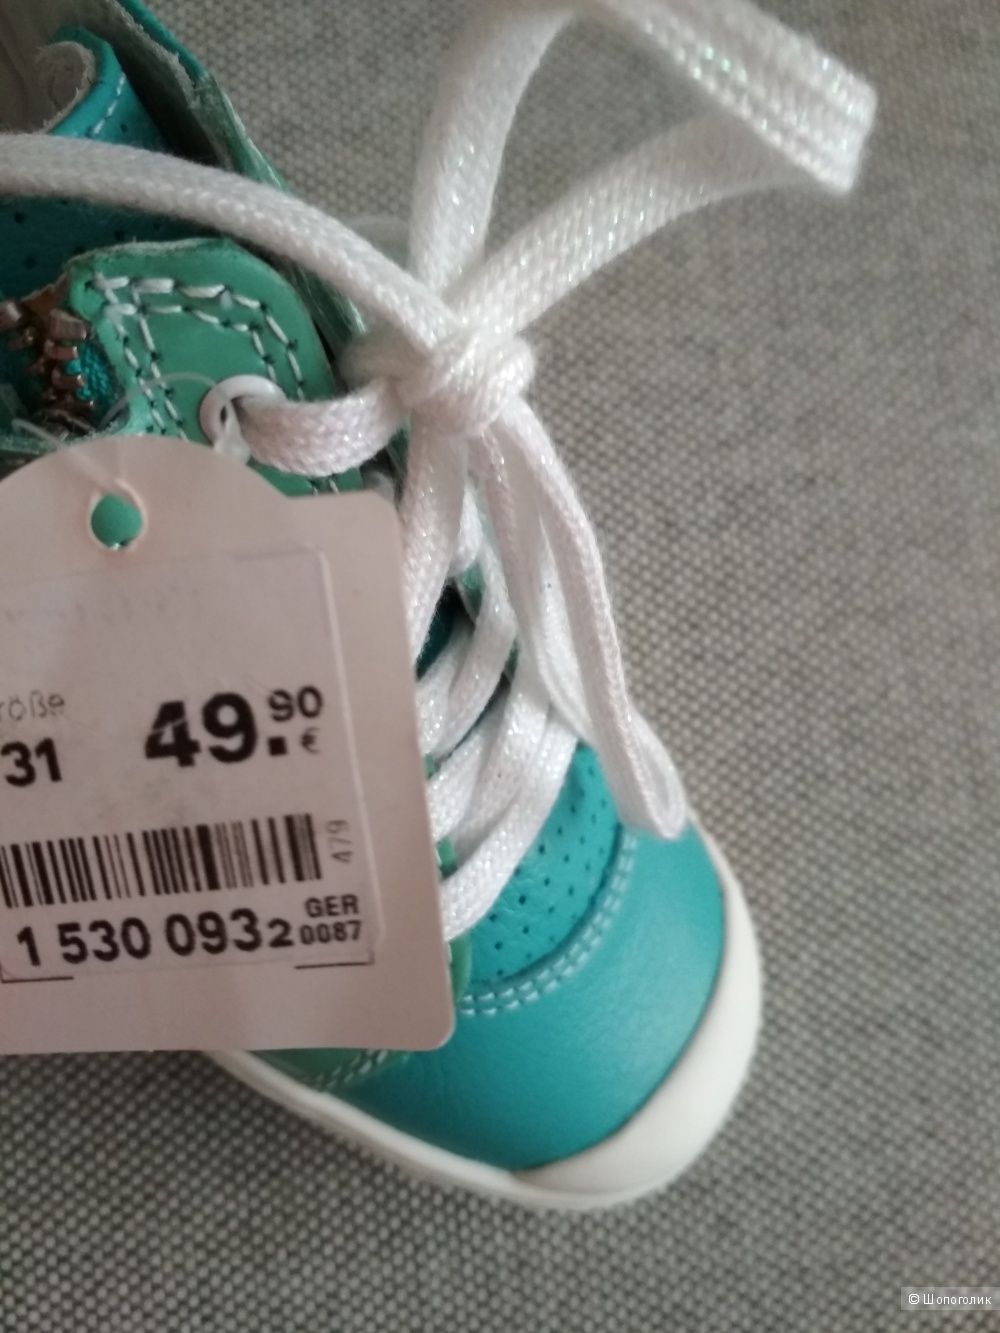 röße
31 49.90 €
479
GER
1 530 0932 0087
© Шопоголик